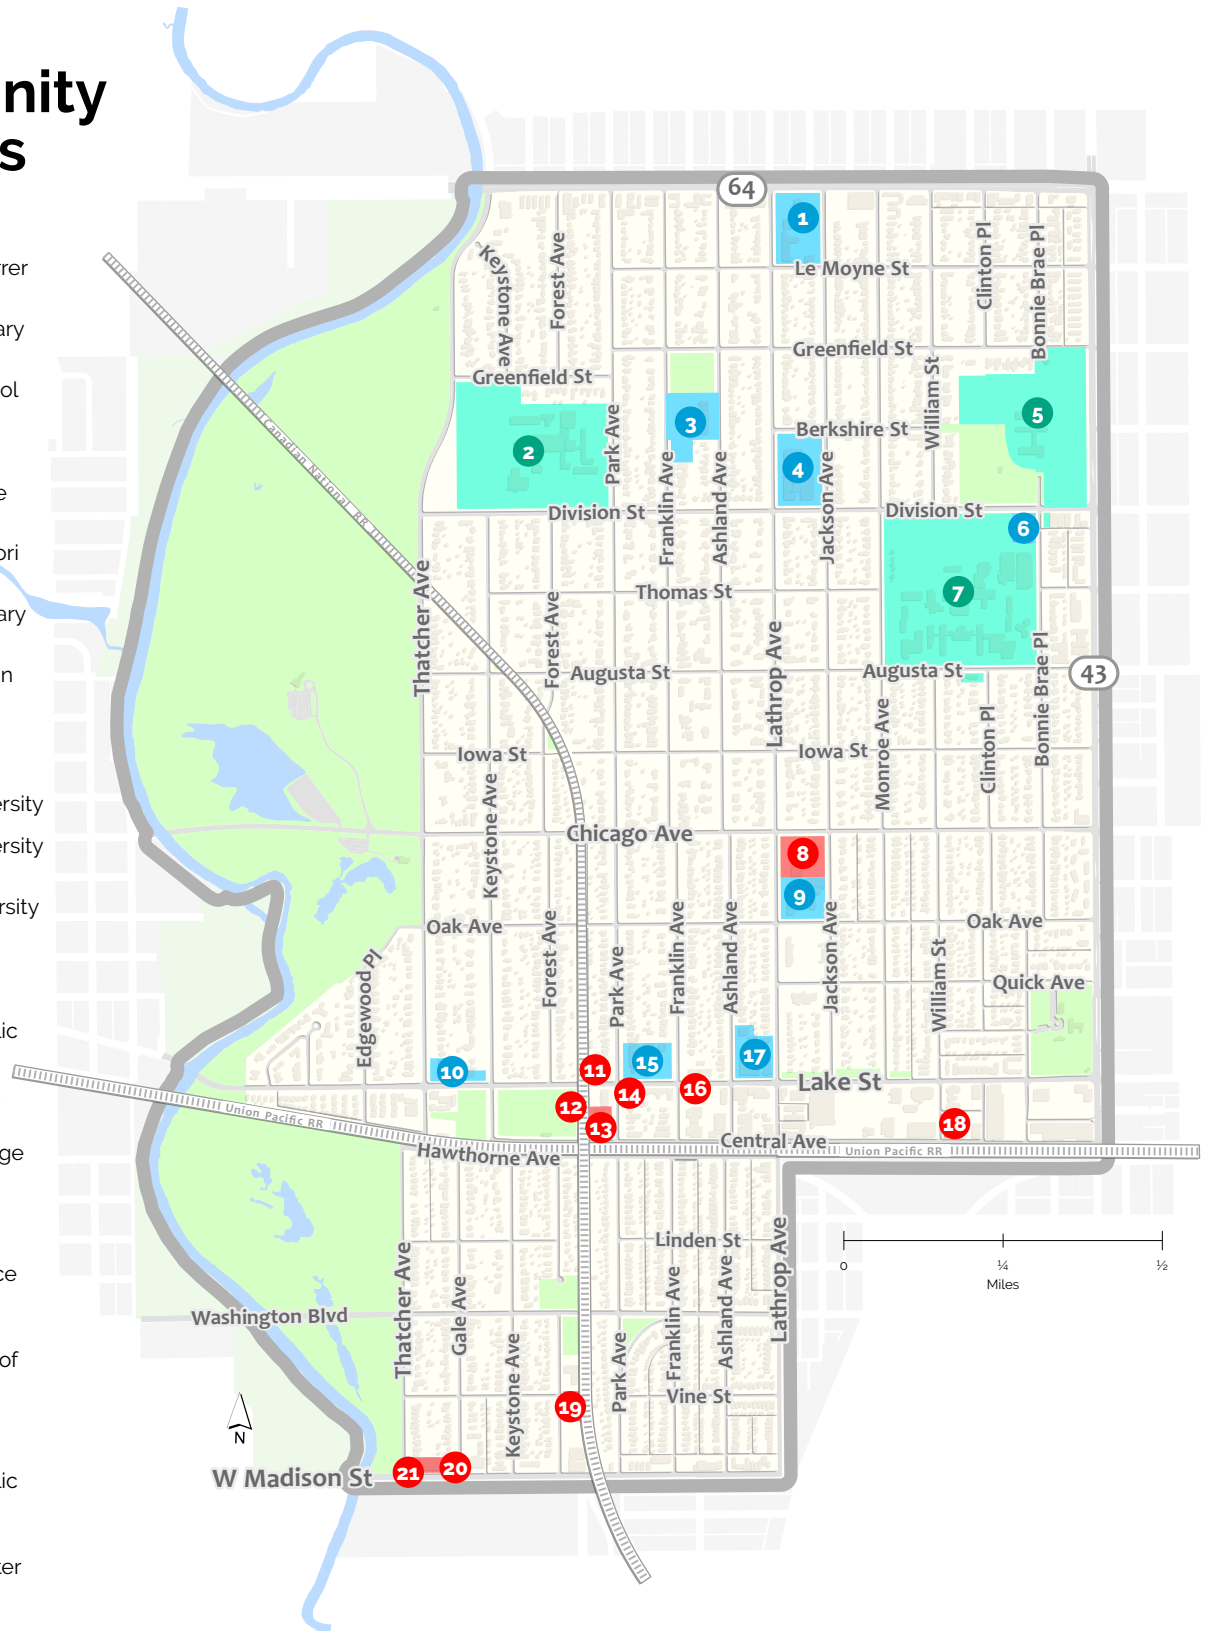 nity
s
rer
ary
ol
e
ori
ary
n
ersity
ersity
rsity
lic
ge
ce
of
lic
ter
64
1
Le Moyne St
Keystone Ave
Forest Ave
Clinton Pl
Bonnie Brae Pl
Greenfield St
Greenfield St
William St
Canadian National RR
2
Park Ave
3
Berkshire St
5
4
Franklin Ave
Ashland Ave
Jackson Ave
Division St
Division St
6
Thatcher Ave
Forest Ave
Thomas St
7
Augusta St
Lathrop Ave
Augusta St
43
Bonnie Brae Pl
Iowa St
Iowa St
Monroe Ave
Clinton Pl
Keystone Ave
Chicago Ave
8
9
Oak Ave
Oak Ave
Edgewood Pl
Forest Ave
Park Ave
Franklin Ave
Ashland Ave
Jackson Ave
William St
Quick Ave
10
11
15
17
Lake St
12
14
16
13
18
Union Pacific RR
Hawthorne Ave
Central Ave
Union Pacific RR
Linden St
Lathrop Ave
0
¼
½
Miles
Washington Blvd
Thatcher Ave
Gale Ave
Keystone Ave
Park Ave
Franklin Ave
Ashland Ave
Vine St
19
N
W Madison St
21
20